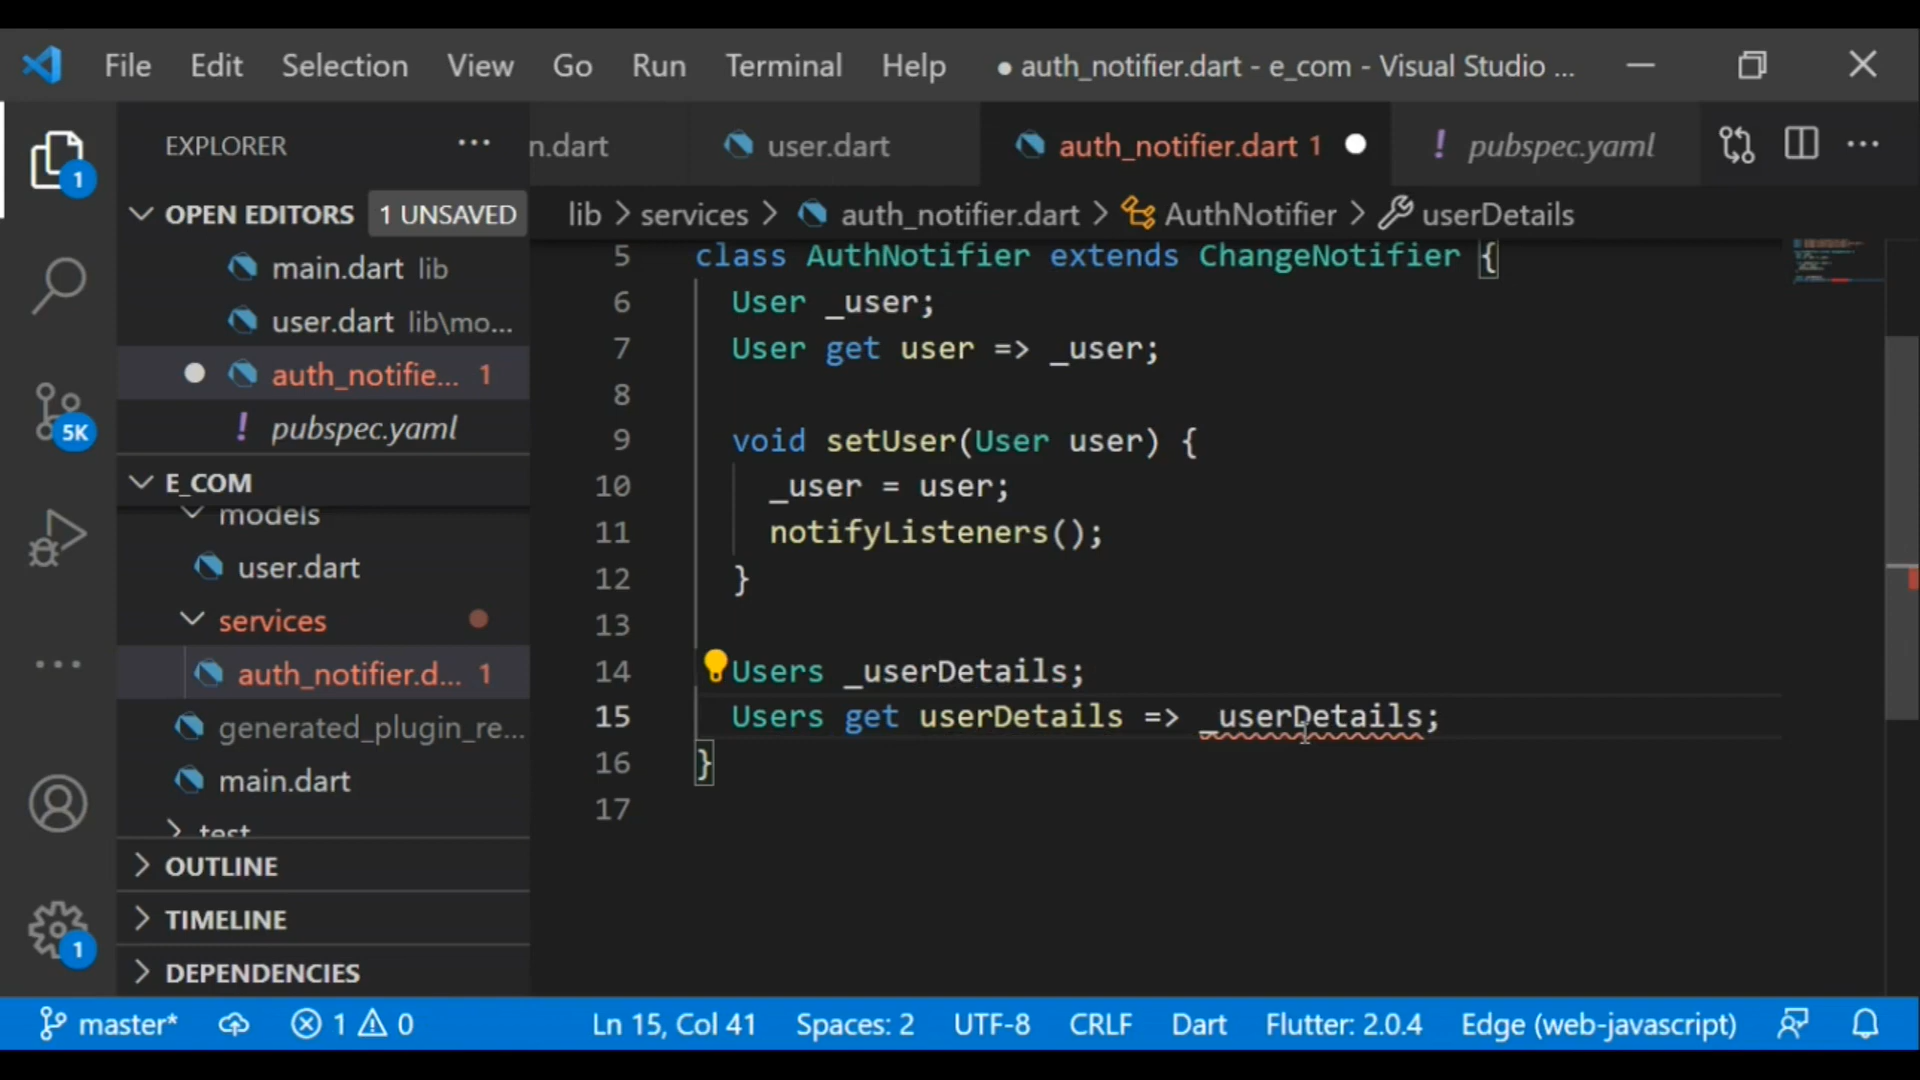 File Edit Selection View Go Run Terminal Help ● auth_notifier.dart - e_com - Visual Studio ...
EXPLORER ...
n.dart user.dart auth_notifier.dart 1 pubspec.yaml
OPEN EDITORS 1 UNSAVED
lib > services > auth_notifier.dart > AuthNotifier > userDetails
main.dart lib
user.dart lib\mo...
auth_notifie... 1
pubspec.yaml
E_COM
models
user.dart
services
auth_notifier.d... 1
generated_plugin_re...
main.dart
test
OUTLINE
TIMELINE
DEPENDENCIES
1
5K
1
5 class AuthNotifier extends ChangeNotifier {
6 User _user;
7 User get user => _user;
8
9 void setUser(User user) {
10 _user = user;
11 notifyListeners();
12 }
13
14 Users _userDetails;
15 Users get userDetails => _userDetails;
16 }
17
master* 1 0 Ln 15, Col 41 Spaces: 2 UTF-8 CRLF Dart Flutter: 2.0.4 Edge (web-javascript)